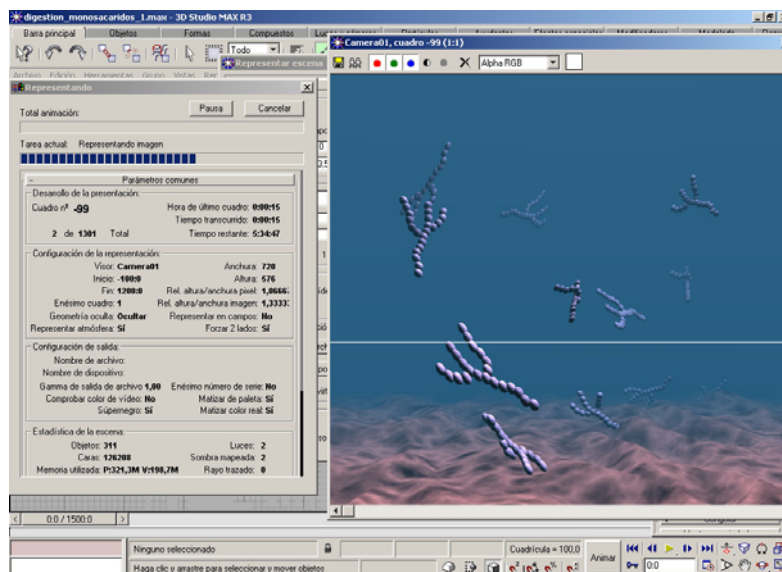 digestion_monosacaridos_1.max - 3D Studio MAX R3
Barra principal Objetos Formas Compuestos
Todo
Representar escena
Camera01, cuadro -99 (1:1)
Alpha RGB
Archivo Edición Herramientas Grupo Vistas
Representando
Total animación:
Pausa Cancelar
Tarea actual: Representando imagen
- Parámetros comunes
Desarrollo de la presentación:
Cuadro nº -99 Hora de último cuadro: 0:00:15
Tiempo transcurrido: 0:00:15
2 de 1301 Total Tiempo restante: 5:34:47
Configuración de la representación:
Visor: Camera01 Anchura: 720
Inicio: -100:0 Altura: 576
Fin: 1200:0 Rel. altura/anchura pixel: 1,0666
Enésimo cuadro: 1 Rel. altura/anchura imagen: 1,3333
Geometría oculta: Ocultar Representar en campos: No
Representar atmósfera: Sí Forzar 2 lados: Sí
Configuración de salida:
Nombre de archivo:
Nombre de dispositivo:
Gamma de salida de archivo 1,00 Enésimo número de serie: No
Comprobar color de vídeo: No Matizar de paleta: Sí
Súpernegro: Sí Matizar color real: Sí
Estadística de la escena:
Objetos: 311 Luces: 2
Caras: 126208 Sombra mapeada: 2
Memoria utilizada: P:321,3M V:198,7M Rayo trazado: 0
0:0 / 1500:0
Ninguno seleccionado Cuadrícula = 100,0
Animar
0:0
Haga clic y arrastre para seleccionar y mover objetos